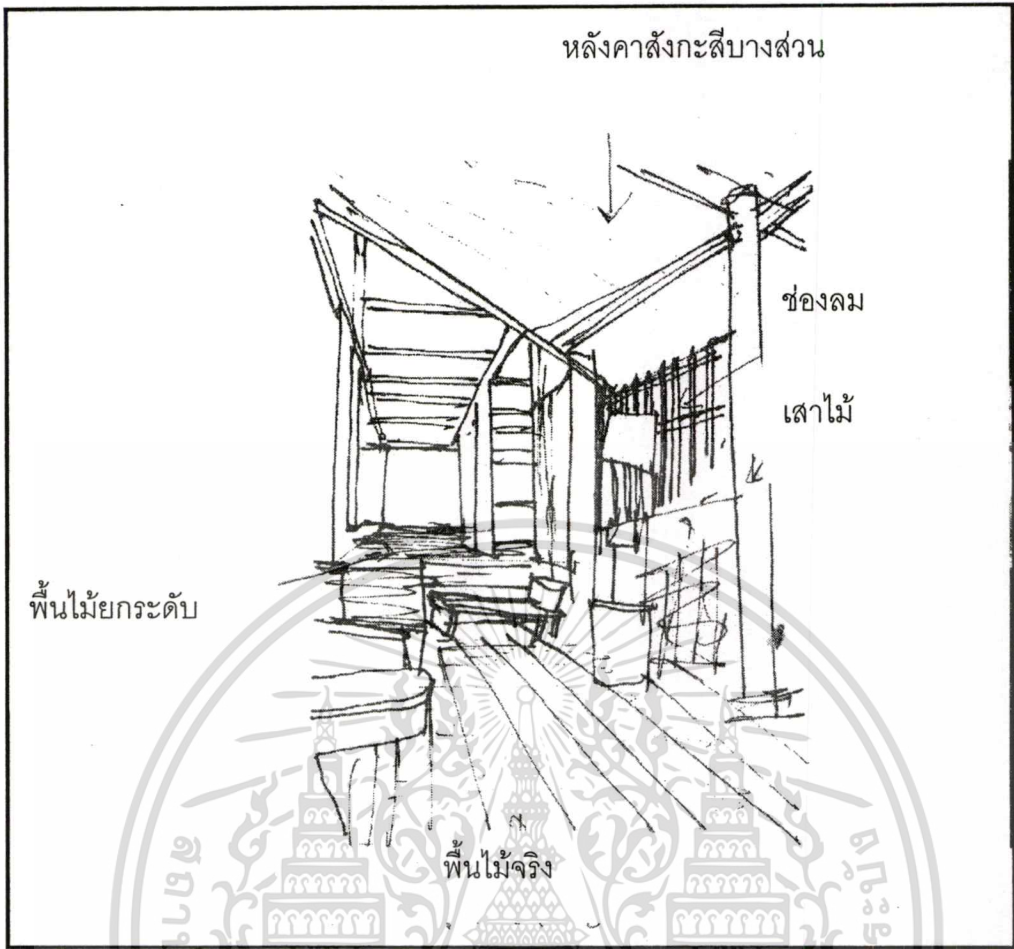 หลังคาสังกะสีบางส่วน
ช่องลม
เสาไม้
พื้นไม้ยกระดับ
พื้นไม้จริง